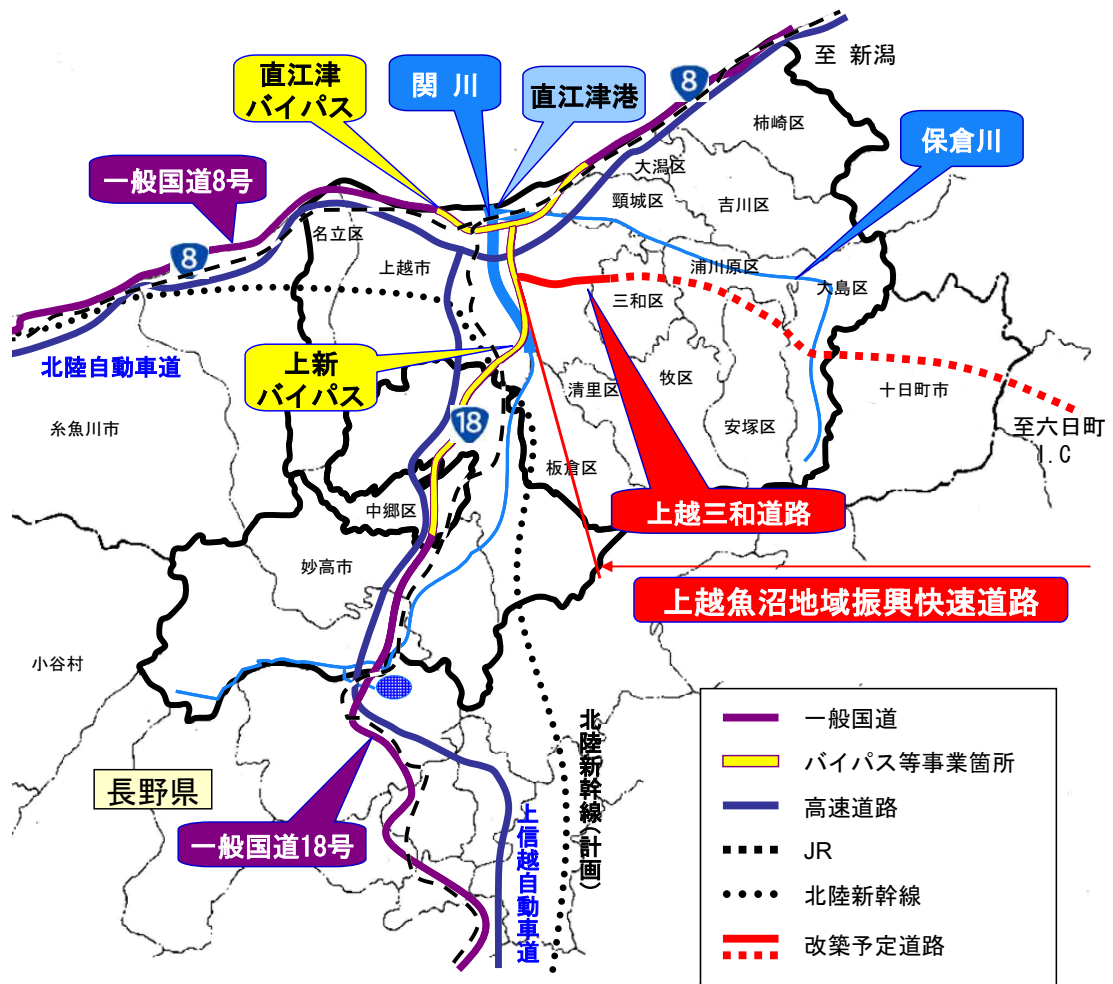 至 新潟
直江津
バイパス
関 川
直江津港
8
柿崎区
保倉川
一般国道8号
大潟区
頸城区
吉川区
名立区
8
上越市
浦川原区
大島区
三和区
北陸自動車道
上新
バイパス
清里区
牧区
十日町市
糸魚川市
18
安塚区
至六日町
I.C
板倉区
中郷区
上越三和道路
妙高市
上越魚沼地域振興快速道路
小谷村
北陸新幹線(計画)
一般国道
バイパス等事業箇所
長野県
高速道路
一般国道18号
上信越自動車道
JR
北陸新幹線
改築予定道路